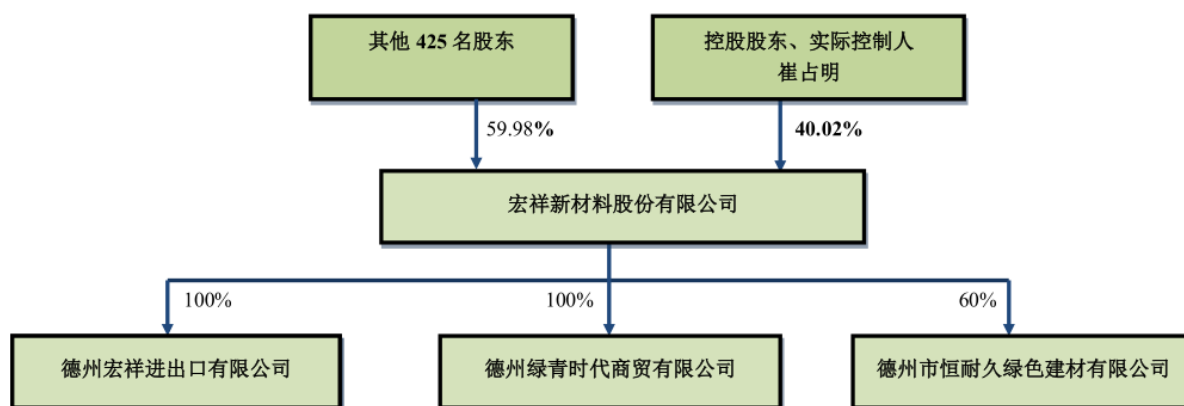 其他 425 名股东
控股股东、实际控制人
崔占明
59.98%
40.02%
宏祥新材料股份有限公司
100%
100%
60%
德州宏祥进出口有限公司
德州绿青时代商贸有限公司
德州市恒耐久绿色建材有限公司